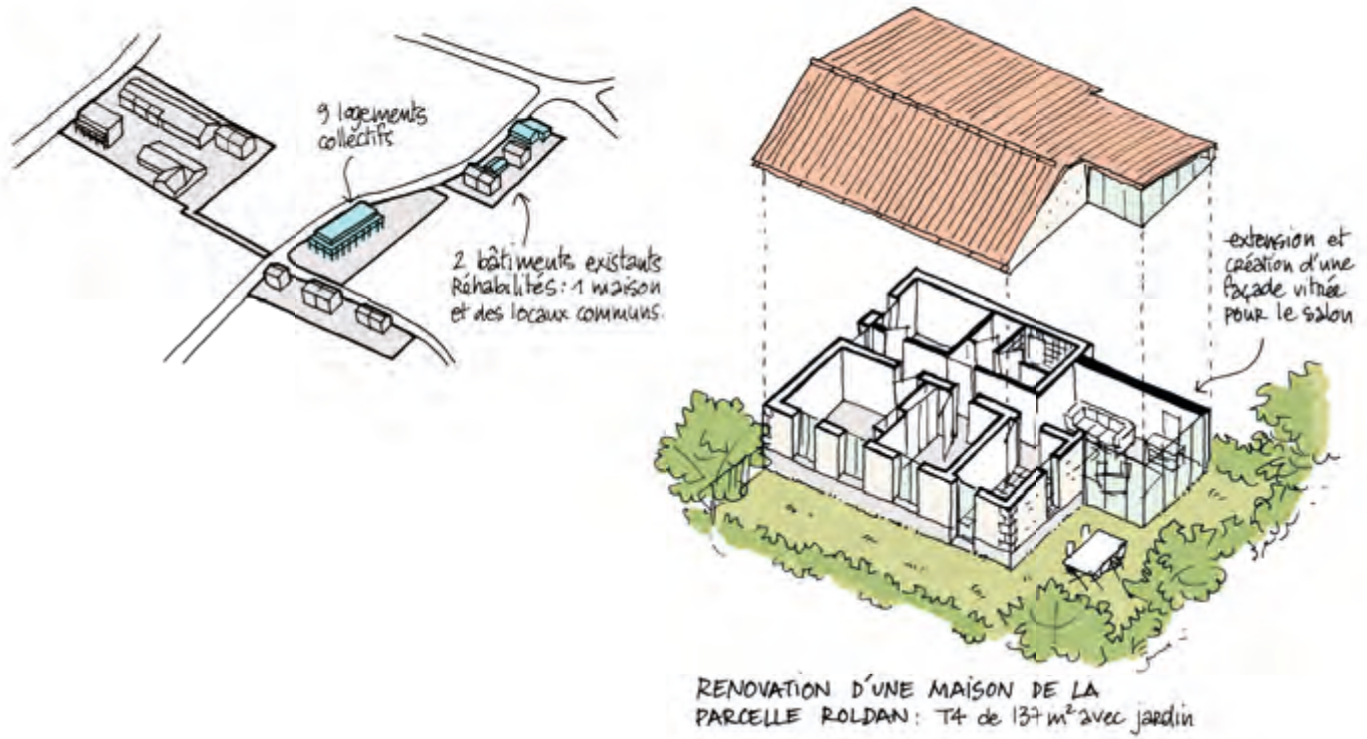 9 logements
collectifs
2 bâtiments existants
Réhabilités : 1 maison
et des locaux communs.
extension et
création d'une
façade vitrée
pour le salon
RENOVATION D'UNE MAISON DE LA
PARCELLE ROLDAN : T4 de 137 m² avec jardin